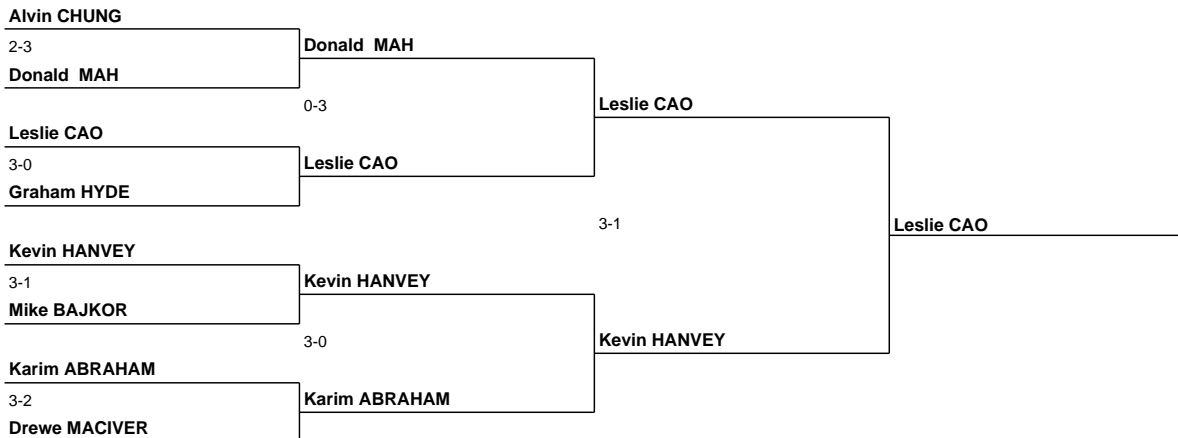 Alvin CHUNG
2-3
Donald  MAH
Donald  MAH
0-3
Leslie CAO
Leslie CAO
3-0
Leslie CAO
Graham HYDE
3-1
Leslie CAO
Kevin HANVEY
3-1
Kevin HANVEY
Mike BAJKOR
3-0
Kevin HANVEY
Karim ABRAHAM
3-2
Karim ABRAHAM
Drewe MACIVER